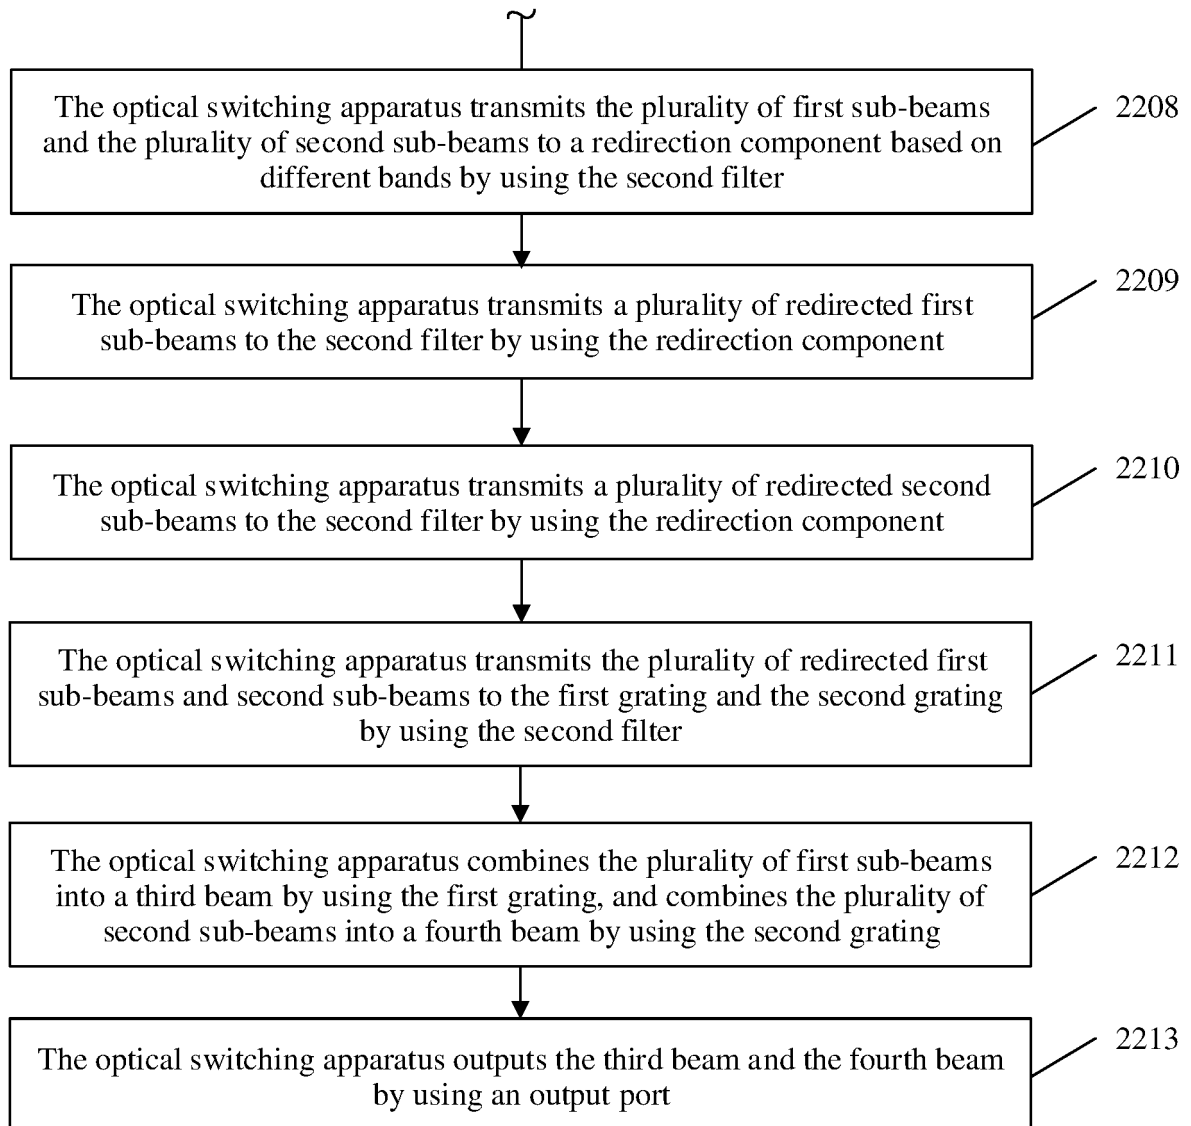 The optical switching apparatus transmits the plurality of first sub-beams
and the plurality of second sub-beams to a redirection component based on
different bands by using the second filter
2208
The optical switching apparatus transmits a plurality of redirected first
sub-beams to the second filter by using the redirection component
2209
The optical switching apparatus transmits a plurality of redirected second
sub-beams to the second filter by using the redirection component
2210
The optical switching apparatus transmits the plurality of redirected first
sub-beams and second sub-beams to the first grating and the second grating
by using the second filter
2211
The optical switching apparatus combines the plurality of first sub-beams
into a third beam by using the first grating, and combines the plurality of
second sub-beams into a fourth beam by using the second grating
2212
The optical switching apparatus outputs the third beam and the fourth beam
by using an output port
2213